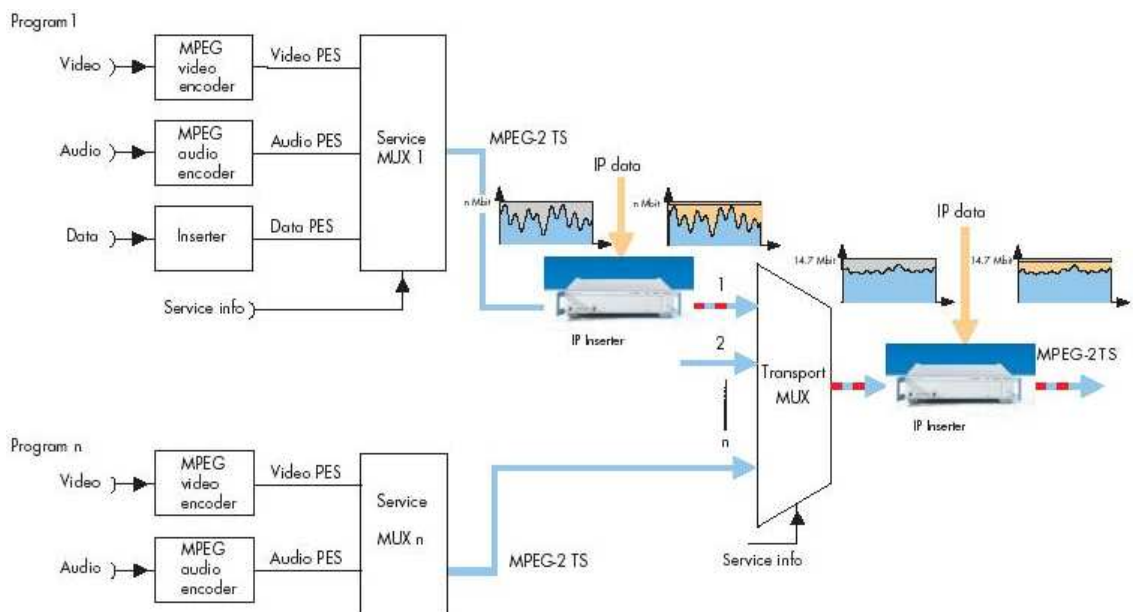 Program 1
Video
MPEG
video
encoder
Video PES
Audio
MPEG
audio
encoder
Audio PES
Data
Inserter
Data PES
Service
MUX 1
Service info
MPEG-2 TS
IP data
n Mbit
n Mbit
IP Inserter
1
2
n
Transport
MUX
Service info
IP data
14.7 Mbit
14.7 Mbit
IP Inserter
MPEG-2TS
Program n
Video
MPEG
video
encoder
Video PES
Audio
MPEG
audio
encoder
Audio PES
Service
MUX n
MPEG-2 TS